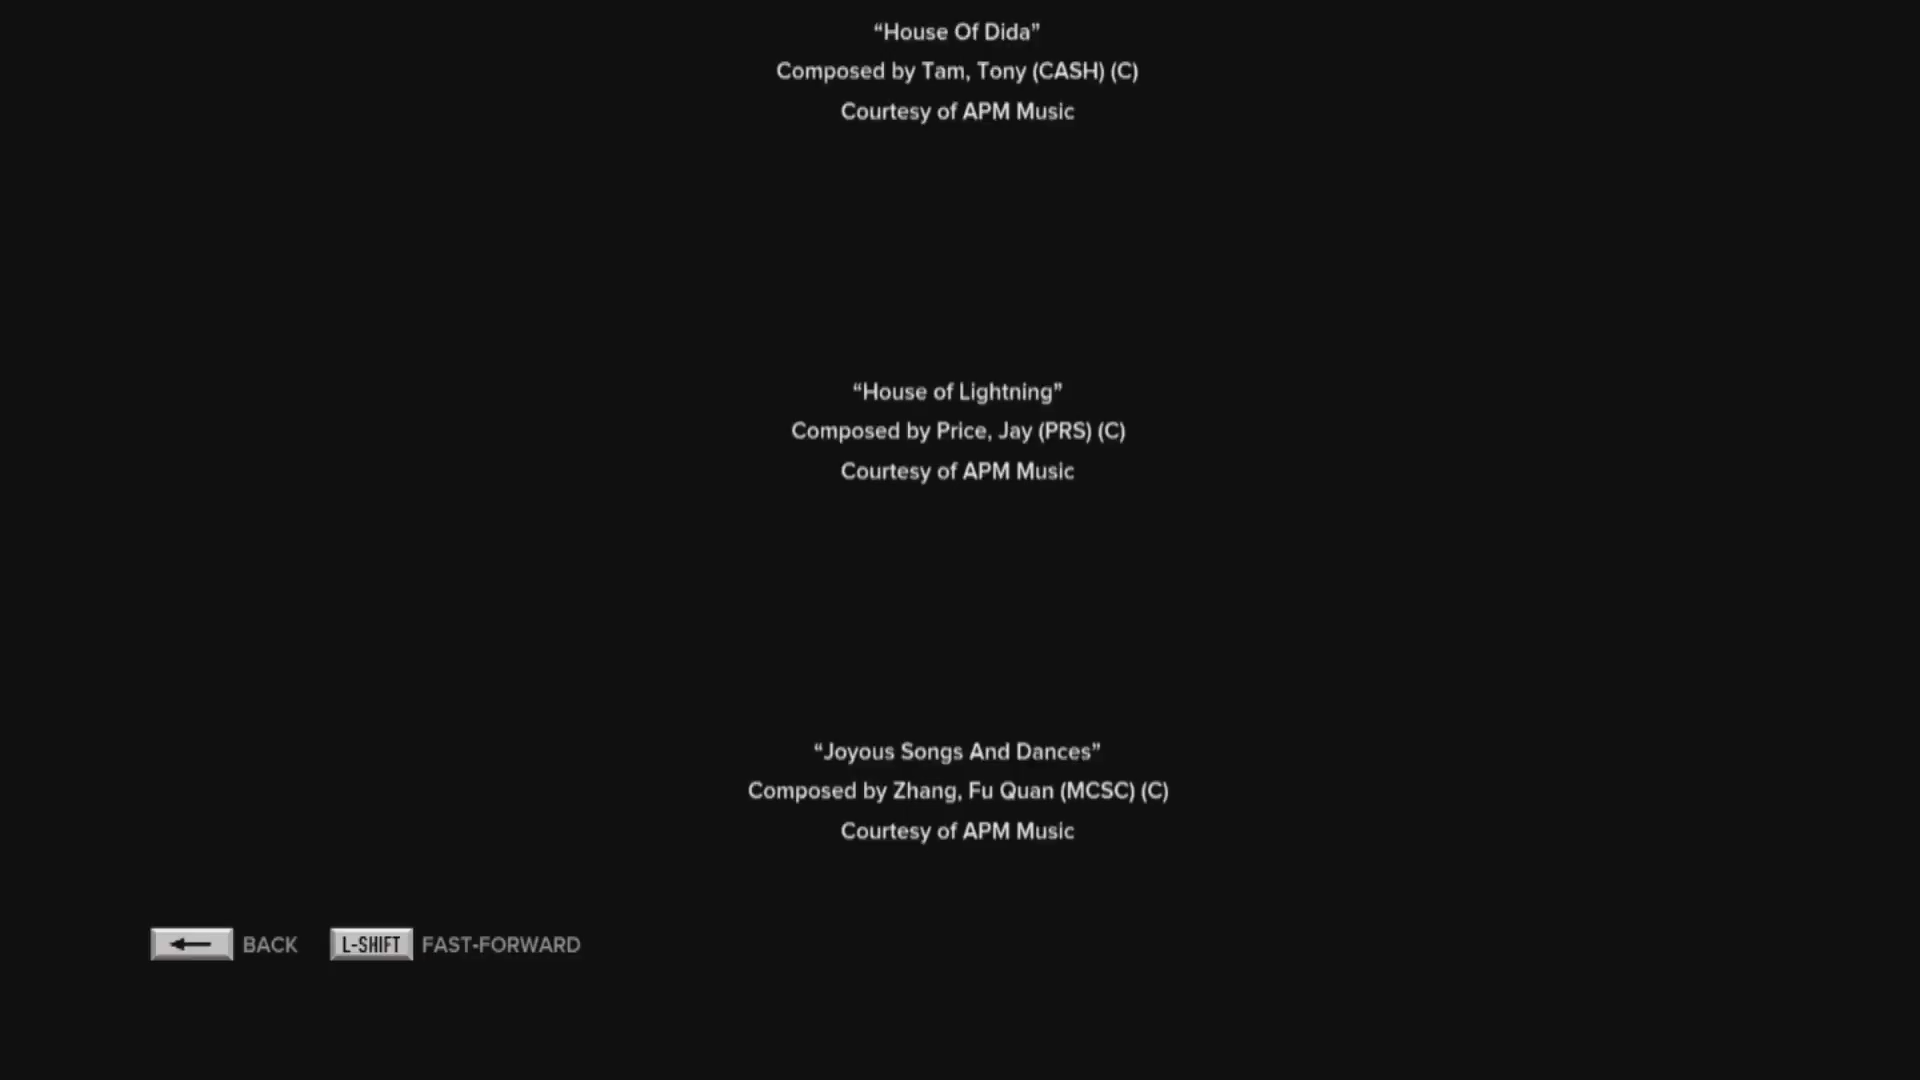 “House Of Dida”
Composed by Tam, Tony (CASH) (C)
Courtesy of APM Music
“House of Lightning”
Composed by Price, Jay (PRS) (C)
Courtesy of APM Music
“Joyous Songs And Dances”
Composed by Zhang, Fu Quan (MCSC) (C)
Courtesy of APM Music
BACK L-SHIFT FAST-FORWARD